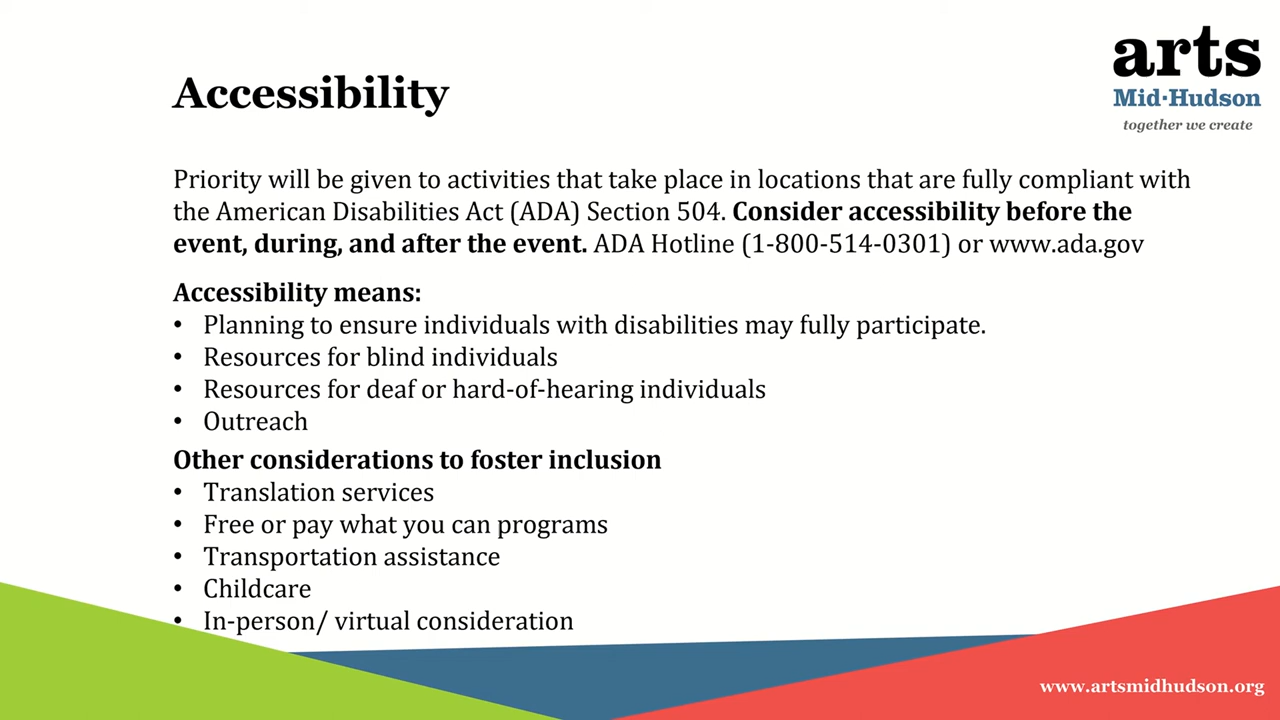 arts
Mid·Hudson
together we create
Accessibility
Priority will be given to activities that take place in locations that are fully compliant with
the American Disabilities Act (ADA) Section 504. Consider accessibility before the
event, during, and after the event. ADA Hotline (1-800-514-0301) or www.ada.gov
Accessibility means:
• Planning to ensure individuals with disabilities may fully participate.
• Resources for blind individuals
• Resources for deaf or hard-of-hearing individuals
• Outreach
Other considerations to foster inclusion
• Translation services
• Free or pay what you can programs
• Transportation assistance
• Childcare
• In-person/ virtual consideration
www.artsmidhudson.org